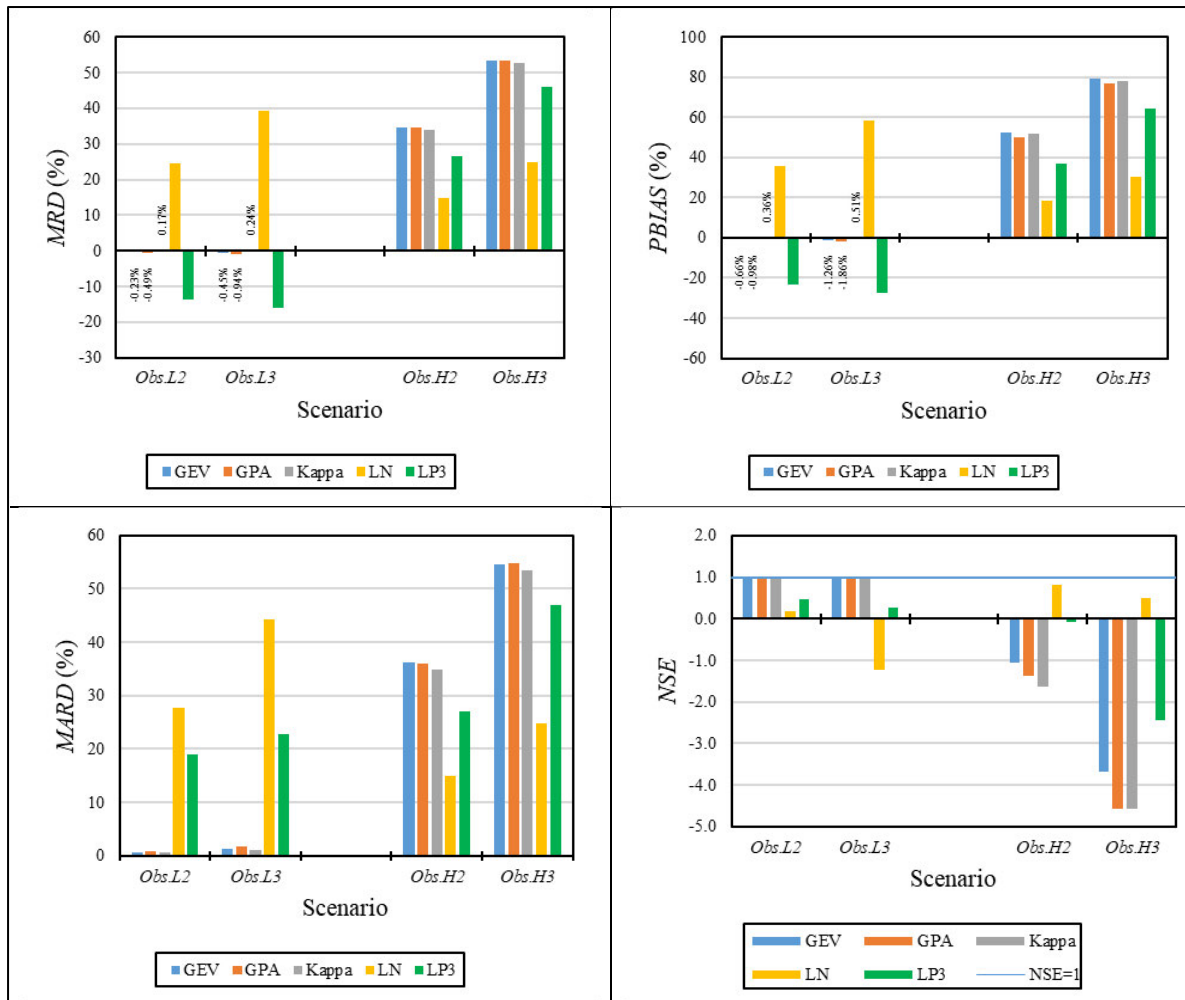 MRD (%)
60
50
40
30
20
10
0
-10
-20
-30
0.17%
0.24%
-0.23%
-0.49%
-0.45%
-0.94%
Obs.L2 Obs.L3 Obs.H2 Obs.H3
Scenario
GEV GPA Kappa LN LP3
PBIAS (%)
100
80
60
40
20
0
-20
-40
-60
0.36%
0.51%
-0.66%
-0.98%
-1.26%
-1.86%
Obs.L2 Obs.L3 Obs.H2 Obs.H3
Scenario
GEV GPA Kappa LN LP3
MARD (%)
60
50
40
30
20
10
0
Obs.L2 Obs.L3 Obs.H2 Obs.H3
Scenario
GEV GPA Kappa LN LP3
NSE
2.0
1.0
0.0
-1.0
-2.0
-3.0
-4.0
-5.0
Obs.L2 Obs.L3 Obs.H2 Obs.H3
Scenario
GEV GPA Kappa
LN LP3 NSE=1